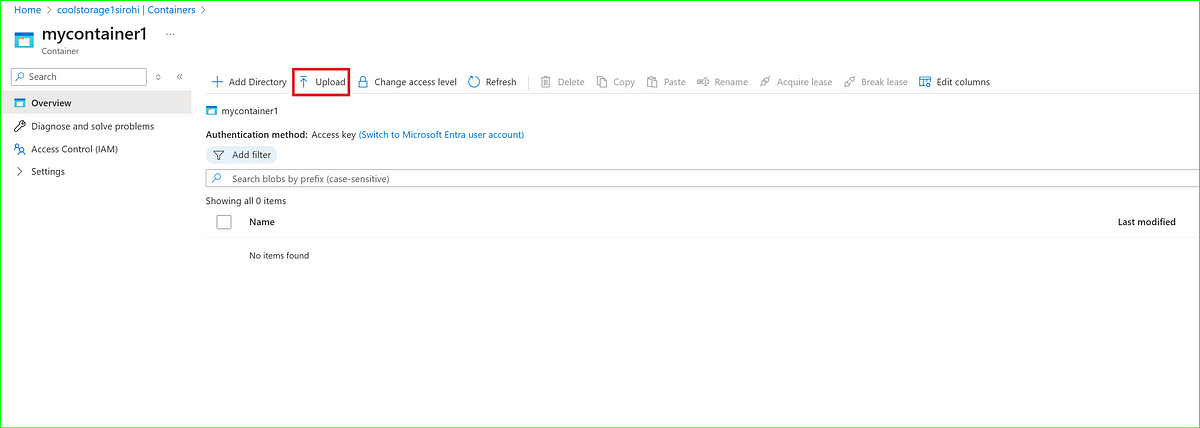 Home > coolstorage1sirohi | Containers >
mycontainer1 ...
Container
Search
Add Directory Upload Change access level Refresh Delete Copy Paste Rename Acquire lease Break lease Edit columns
Overview
Diagnose and solve problems
Access Control (IAM)
Settings
mycontainer1
Authentication method: Access key (Switch to Microsoft Entra user account)
Add filter
Search blobs by prefix (case-sensitive)
Showing all 0 items
Name Last modified
No items found